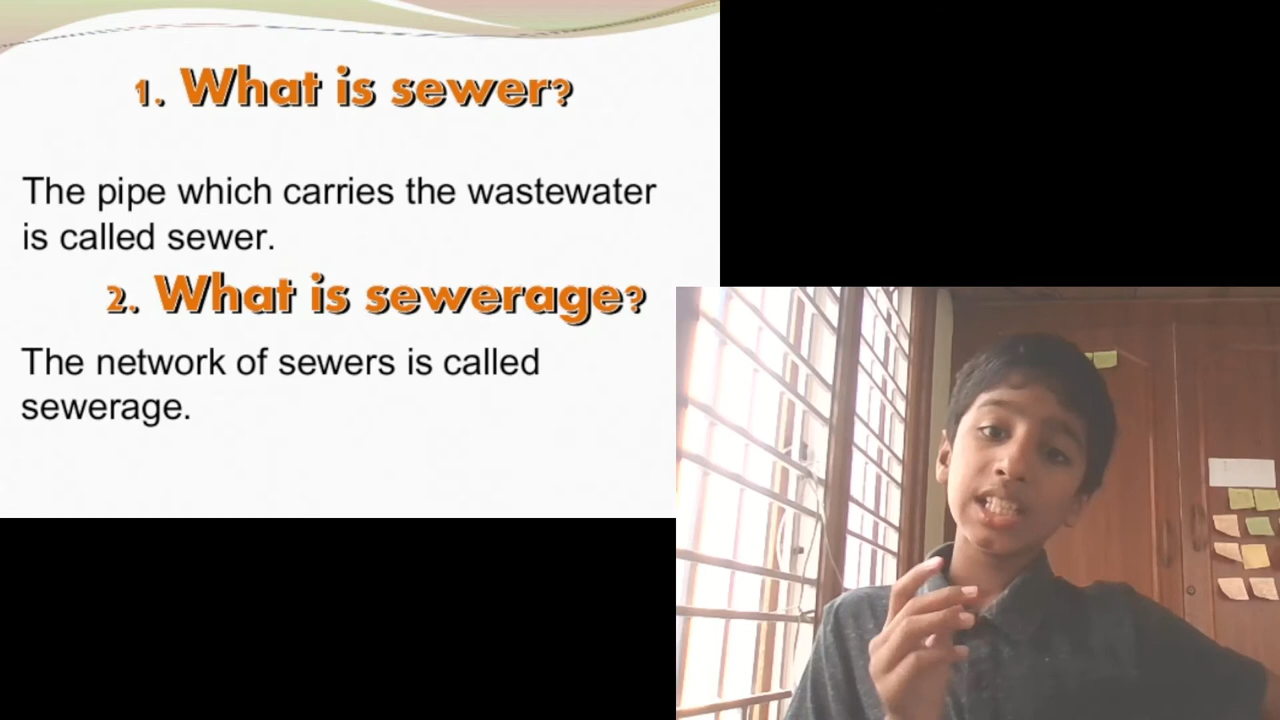 1. What is sewer?
The pipe which carries the wastewater
is called sewer.
2. What is sewerage?
The network of sewers is called
sewerage.